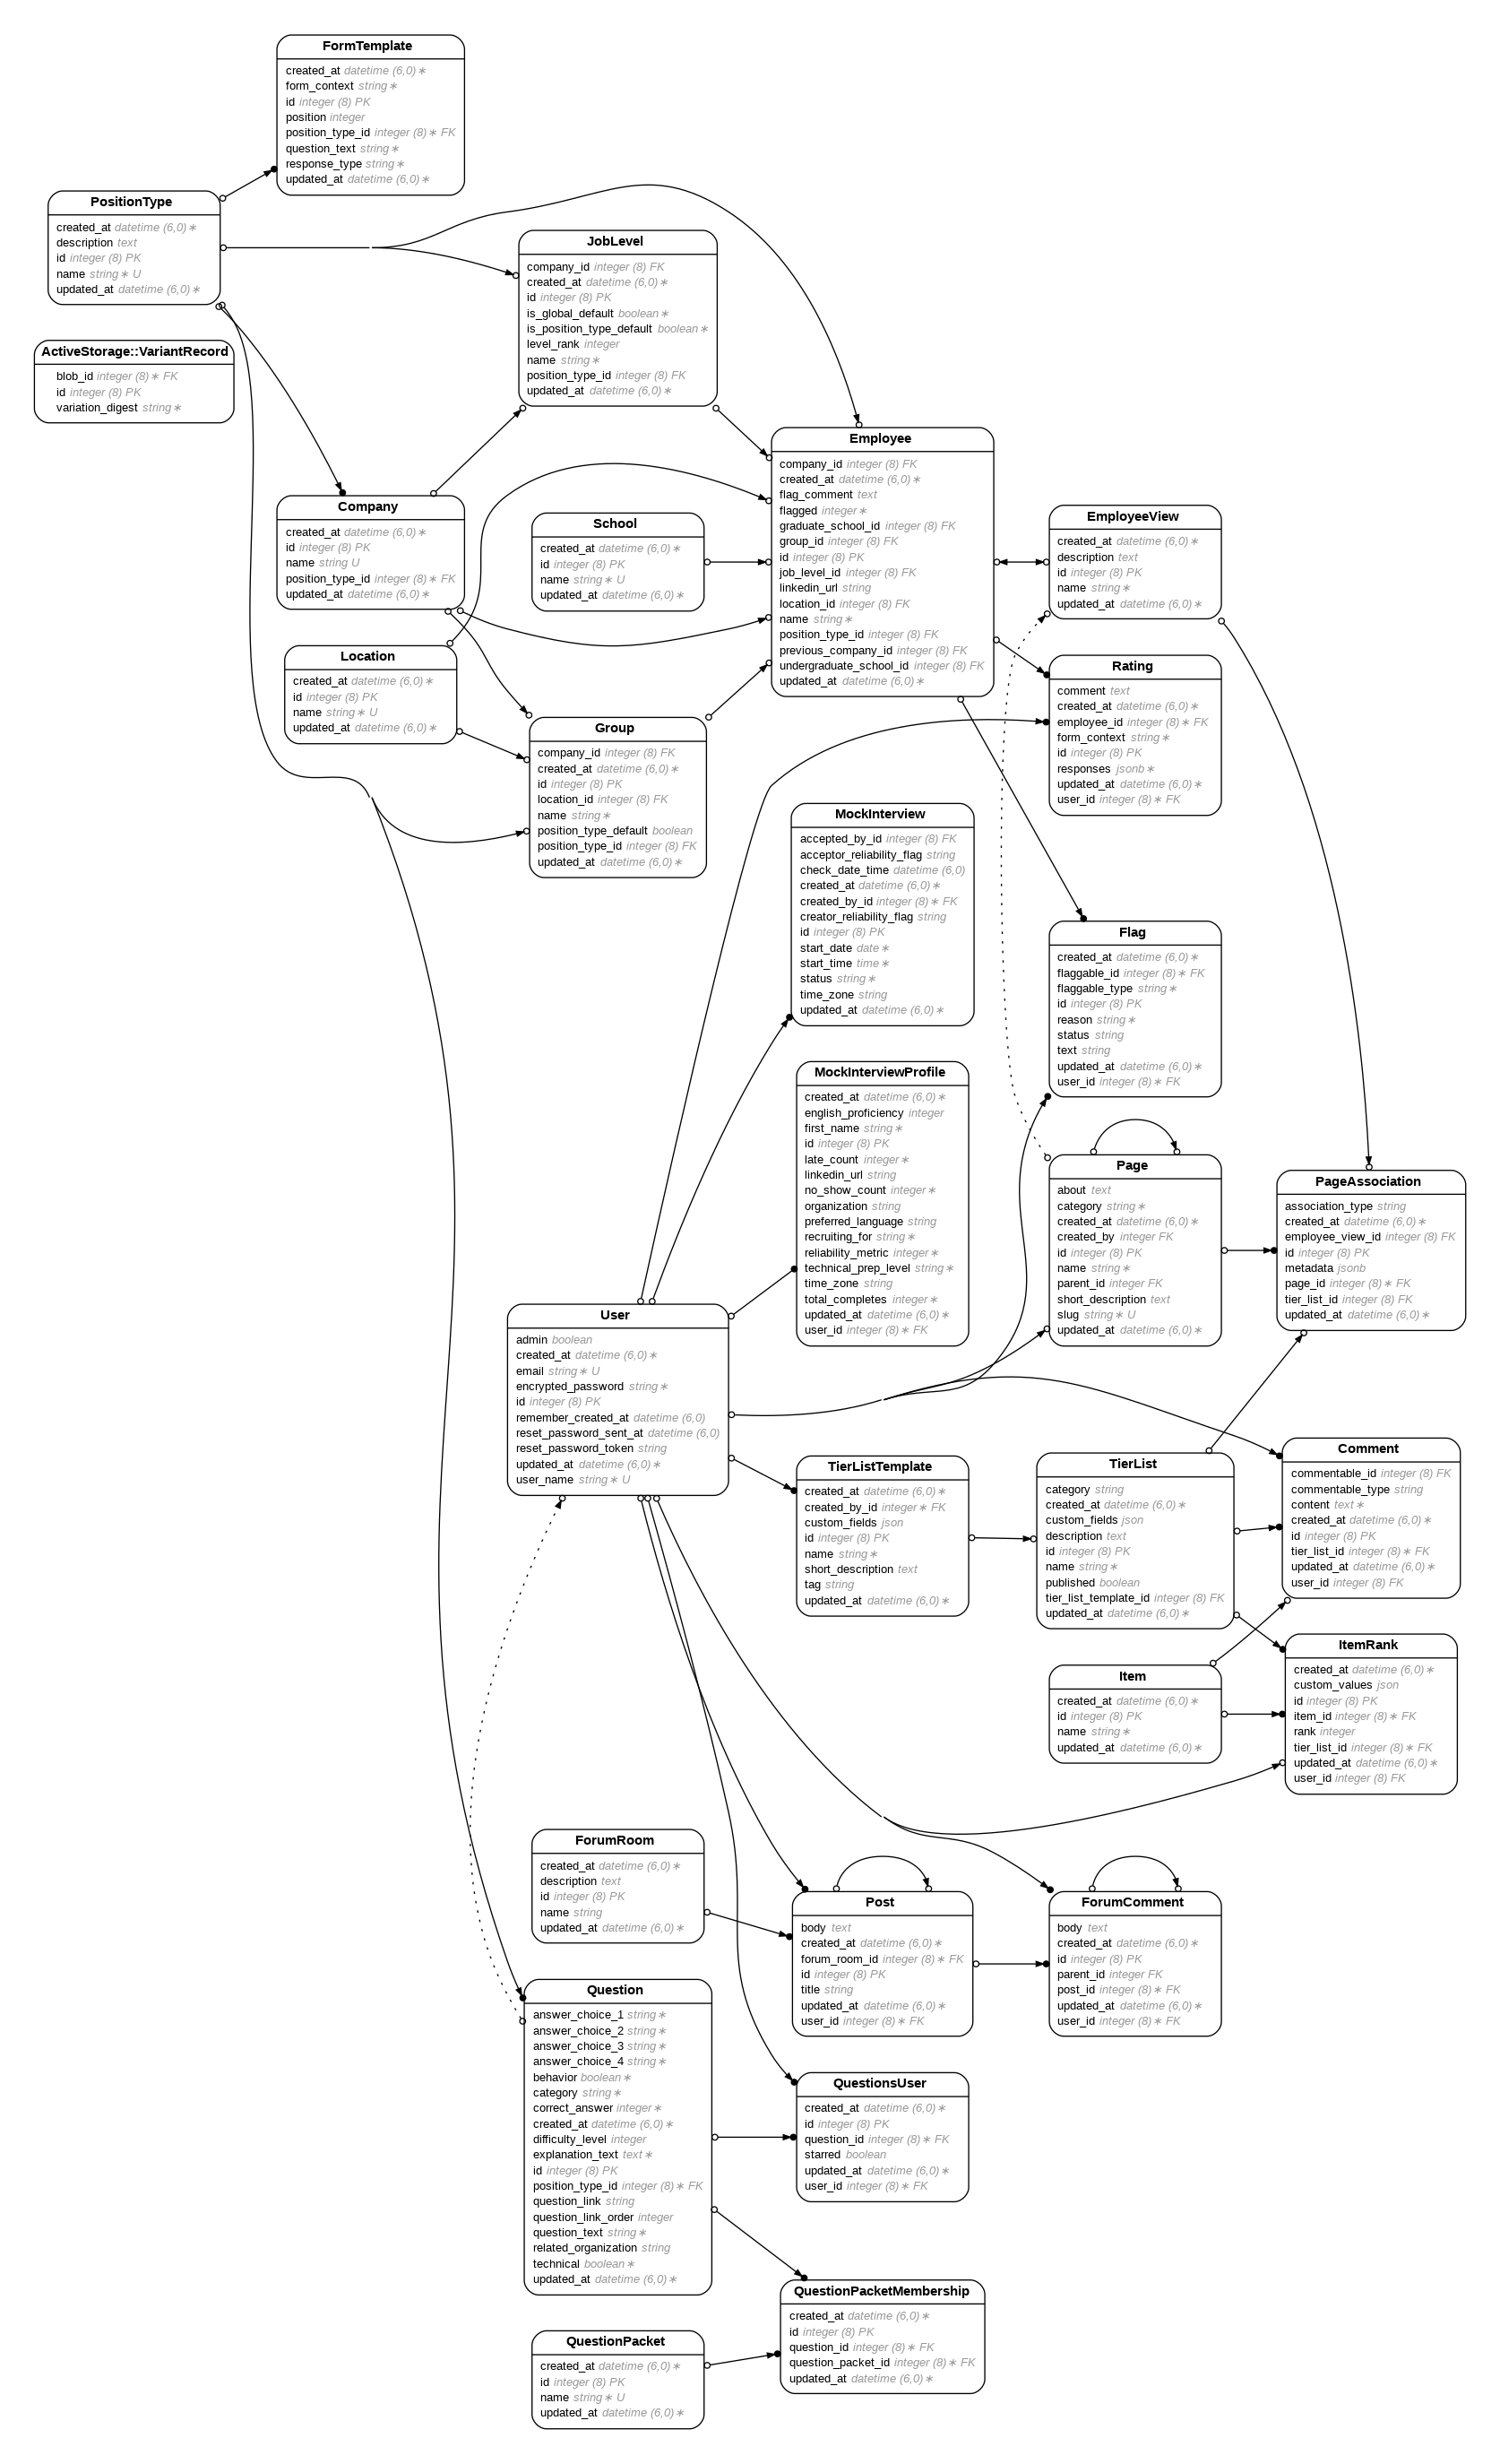 FormTemplate
created_at datetime (6,0)∗
form_context string∗
id integer (8) PK
position integer
position_type_id integer (8)∗ FK
question_text string∗
response_type string∗
updated_at datetime (6,0)∗
PositionType
created_at datetime (6,0)∗
description text
id integer (8) PK
name string∗ U
updated_at datetime (6,0)∗
JobLevel
company_id integer (8) FK
created_at datetime (6,0)∗
id integer (8) PK
is_global_default boolean∗
is_position_type_default boolean∗
level_rank integer
name string∗
position_type_id integer (8) FK
updated_at datetime (6,0)∗
ActiveStorage::VariantRecord
blob_id integer (8)∗ FK
id integer (8) PK
variation_digest string∗
Employee
company_id integer (8) FK
created_at datetime (6,0)∗
flag_comment text
flagged integer∗
graduate_school_id integer (8) FK
group_id integer (8) FK
id integer (8) PK
job_level_id integer (8) FK
linkedin_url string
location_id integer (8) FK
name string∗
position_type_id integer (8) FK
previous_company_id integer (8) FK
undergraduate_school_id integer (8) FK
updated_at datetime (6,0)∗
Company
created_at datetime (6,0)∗
id integer (8) PK
name string U
position_type_id integer (8)∗ FK
updated_at datetime (6,0)∗
School
created_at datetime (6,0)∗
id integer (8) PK
name string∗ U
updated_at datetime (6,0)∗
EmployeeView
created_at datetime (6,0)∗
description text
id integer (8) PK
name string∗
updated_at datetime (6,0)∗
Location
created_at datetime (6,0)∗
id integer (8) PK
name string∗ U
updated_at datetime (6,0)∗
Rating
comment text
created_at datetime (6,0)∗
employee_id integer (8)∗ FK
form_context string∗
id integer (8) PK
responses jsonb∗
updated_at datetime (6,0)∗
user_id integer (8)∗ FK
Group
company_id integer (8) FK
created_at datetime (6,0)∗
id integer (8) PK
location_id integer (8) FK
name string∗
position_type_default boolean
position_type_id integer (8) FK
updated_at datetime (6,0)∗
MockInterview
accepted_by_id integer (8) FK
acceptor_reliability_flag string
check_date_time datetime (6,0)
created_at datetime (6,0)∗
created_by_id integer (8)∗ FK
creator_reliability_flag string
id integer (8) PK
start_date date∗
start_time time∗
status string∗
time_zone string
updated_at datetime (6,0)∗
Flag
created_at datetime (6,0)∗
flaggable_id integer (8)∗ FK
flaggable_type string∗
id integer (8) PK
reason string∗
status string
text string
updated_at datetime (6,0)∗
user_id integer (8)∗ FK
MockInterviewProfile
created_at datetime (6,0)∗
english_proficiency integer
first_name string∗
id integer (8) PK
late_count integer∗
linkedin_url string
no_show_count integer∗
organization string
preferred_language string
recruiting_for string∗
reliability_metric integer∗
technical_prep_level string∗
time_zone string
total_completes integer∗
updated_at datetime (6,0)∗
user_id integer (8)∗ FK
Page
about text
category string∗
created_at datetime (6,0)∗
created_by integer FK
id integer (8) PK
name string∗
parent_id integer FK
short_description text
slug string∗ U
updated_at datetime (6,0)∗
PageAssociation
association_type string
created_at datetime (6,0)∗
employee_view_id integer (8) FK
id integer (8) PK
metadata jsonb
page_id integer (8)∗ FK
tier_list_id integer (8) FK
updated_at datetime (6,0)∗
User
admin boolean
created_at datetime (6,0)∗
email string∗ U
encrypted_password string∗
id integer (8) PK
remember_created_at datetime (6,0)
reset_password_sent_at datetime (6,0)
reset_password_token string
updated_at datetime (6,0)∗
user_name string∗ U
TierListTemplate
created_at datetime (6,0)∗
created_by_id integer∗ FK
custom_fields json
id integer (8) PK
name string∗
short_description text
tag string
updated_at datetime (6,0)∗
TierList
category string
created_at datetime (6,0)∗
custom_fields json
description text
id integer (8) PK
name string∗
published boolean
tier_list_template_id integer (8) FK
updated_at datetime (6,0)∗
Comment
commentable_id integer (8) FK
commentable_type string
content text∗
created_at datetime (6,0)∗
id integer (8) PK
tier_list_id integer (8)∗ FK
updated_at datetime (6,0)∗
user_id integer (8) FK
Item
created_at datetime (6,0)∗
id integer (8) PK
name string∗
updated_at datetime (6,0)∗
ItemRank
created_at datetime (6,0)∗
custom_values json
id integer (8) PK
item_id integer (8)∗ FK
rank integer
tier_list_id integer (8)∗ FK
updated_at datetime (6,0)∗
user_id integer (8) FK
ForumRoom
created_at datetime (6,0)∗
description text
id integer (8) PK
name string
updated_at datetime (6,0)∗
Post
body text
created_at datetime (6,0)∗
forum_room_id integer (8)∗ FK
id integer (8) PK
title string
updated_at datetime (6,0)∗
user_id integer (8)∗ FK
ForumComment
body text
created_at datetime (6,0)∗
id integer (8) PK
parent_id integer FK
post_id integer (8)∗ FK
updated_at datetime (6,0)∗
user_id integer (8)∗ FK
Question
answer_choice_1 string∗
answer_choice_2 string∗
answer_choice_3 string∗
answer_choice_4 string∗
behavior boolean∗
category string∗
correct_answer integer∗
created_at datetime (6,0)∗
difficulty_level integer
explanation_text text∗
id integer (8) PK
position_type_id integer (8)∗ FK
question_link string
question_link_order integer
question_text string∗
related_organization string
technical boolean∗
updated_at datetime (6,0)∗
QuestionsUser
created_at datetime (6,0)∗
id integer (8) PK
question_id integer (8)∗ FK
starred boolean
updated_at datetime (6,0)∗
user_id integer (8)∗ FK
QuestionPacketMembership
created_at datetime (6,0)∗
id integer (8) PK
question_id integer (8)∗ FK
question_packet_id integer (8)∗ FK
updated_at datetime (6,0)∗
QuestionPacket
created_at datetime (6,0)∗
id integer (8) PK
name string∗ U
updated_at datetime (6,0)∗